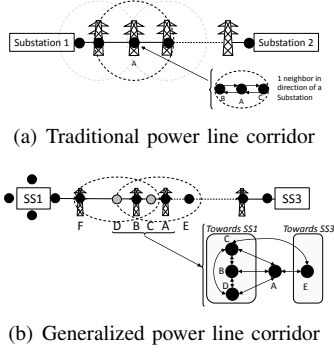 Substation 1
Substation 2
A
1 neighbor in
direction of a
Substation
B A C
(a) Traditional power line corridor
SS1
SS3
F D B C A E
Towards SS1
Towards SS3
C
B
D
A
E
(b) Generalized power line corridor